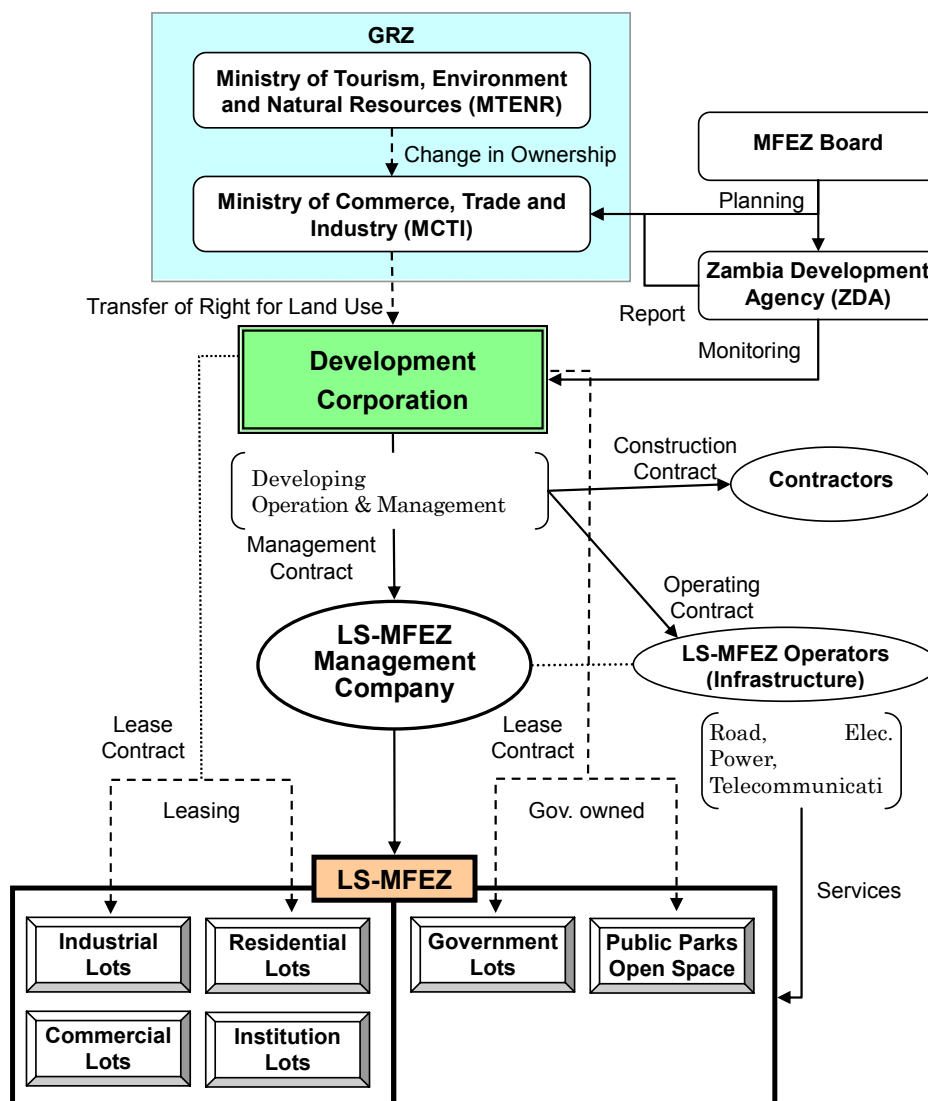 GRZ
Ministry of Tourism, Environment
and Natural Resources (MTENR)
Change in Ownership
MFEZ Board
Ministry of Commerce, Trade and
Industry (MCTI)
Planning
Zambia Development
Agency (ZDA)
Transfer of Right for Land Use
Report
Monitoring
Development
Corporation
Construction
Contract
Contractors
Developing
Operation & Management
Management
Contract
Operating
Contract
LS-MFEZ
Management
Company
LS-MFEZ Operators
(Infrastructure)
Lease
Contract
Lease
Contract
Road, Elec.
Power,
Telecommunicati
Leasing
Gov. owned
LS-MFEZ
Services
Industrial
Lots
Residential
Lots
Government
Lots
Public Parks
Open Space
Commercial
Lots
Institution
Lots